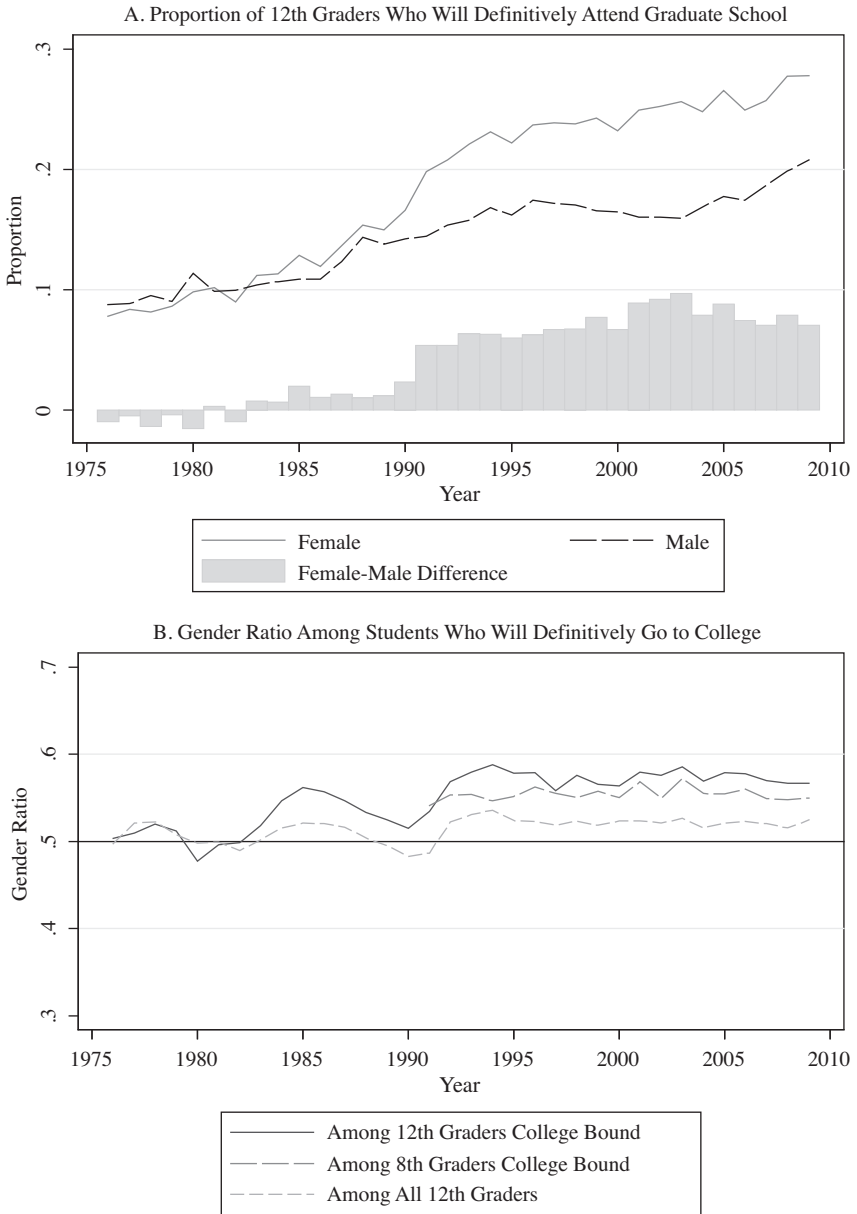 A. Proportion of 12th Graders Who Will Definitively Attend Graduate School
.3
.2
.1
0
Proportion
1975 1980 1985 1990 1995 2000 2005 2010
Year
Female Male
Female-Male Difference
B. Gender Ratio Among Students Who Will Definitively Go to College
.7
.6
.5
.4
.3
Gender Ratio
1975 1980 1985 1990 1995 2000 2005 2010
Year
Among 12th Graders College Bound
Among 8th Graders College Bound
Among All 12th Graders